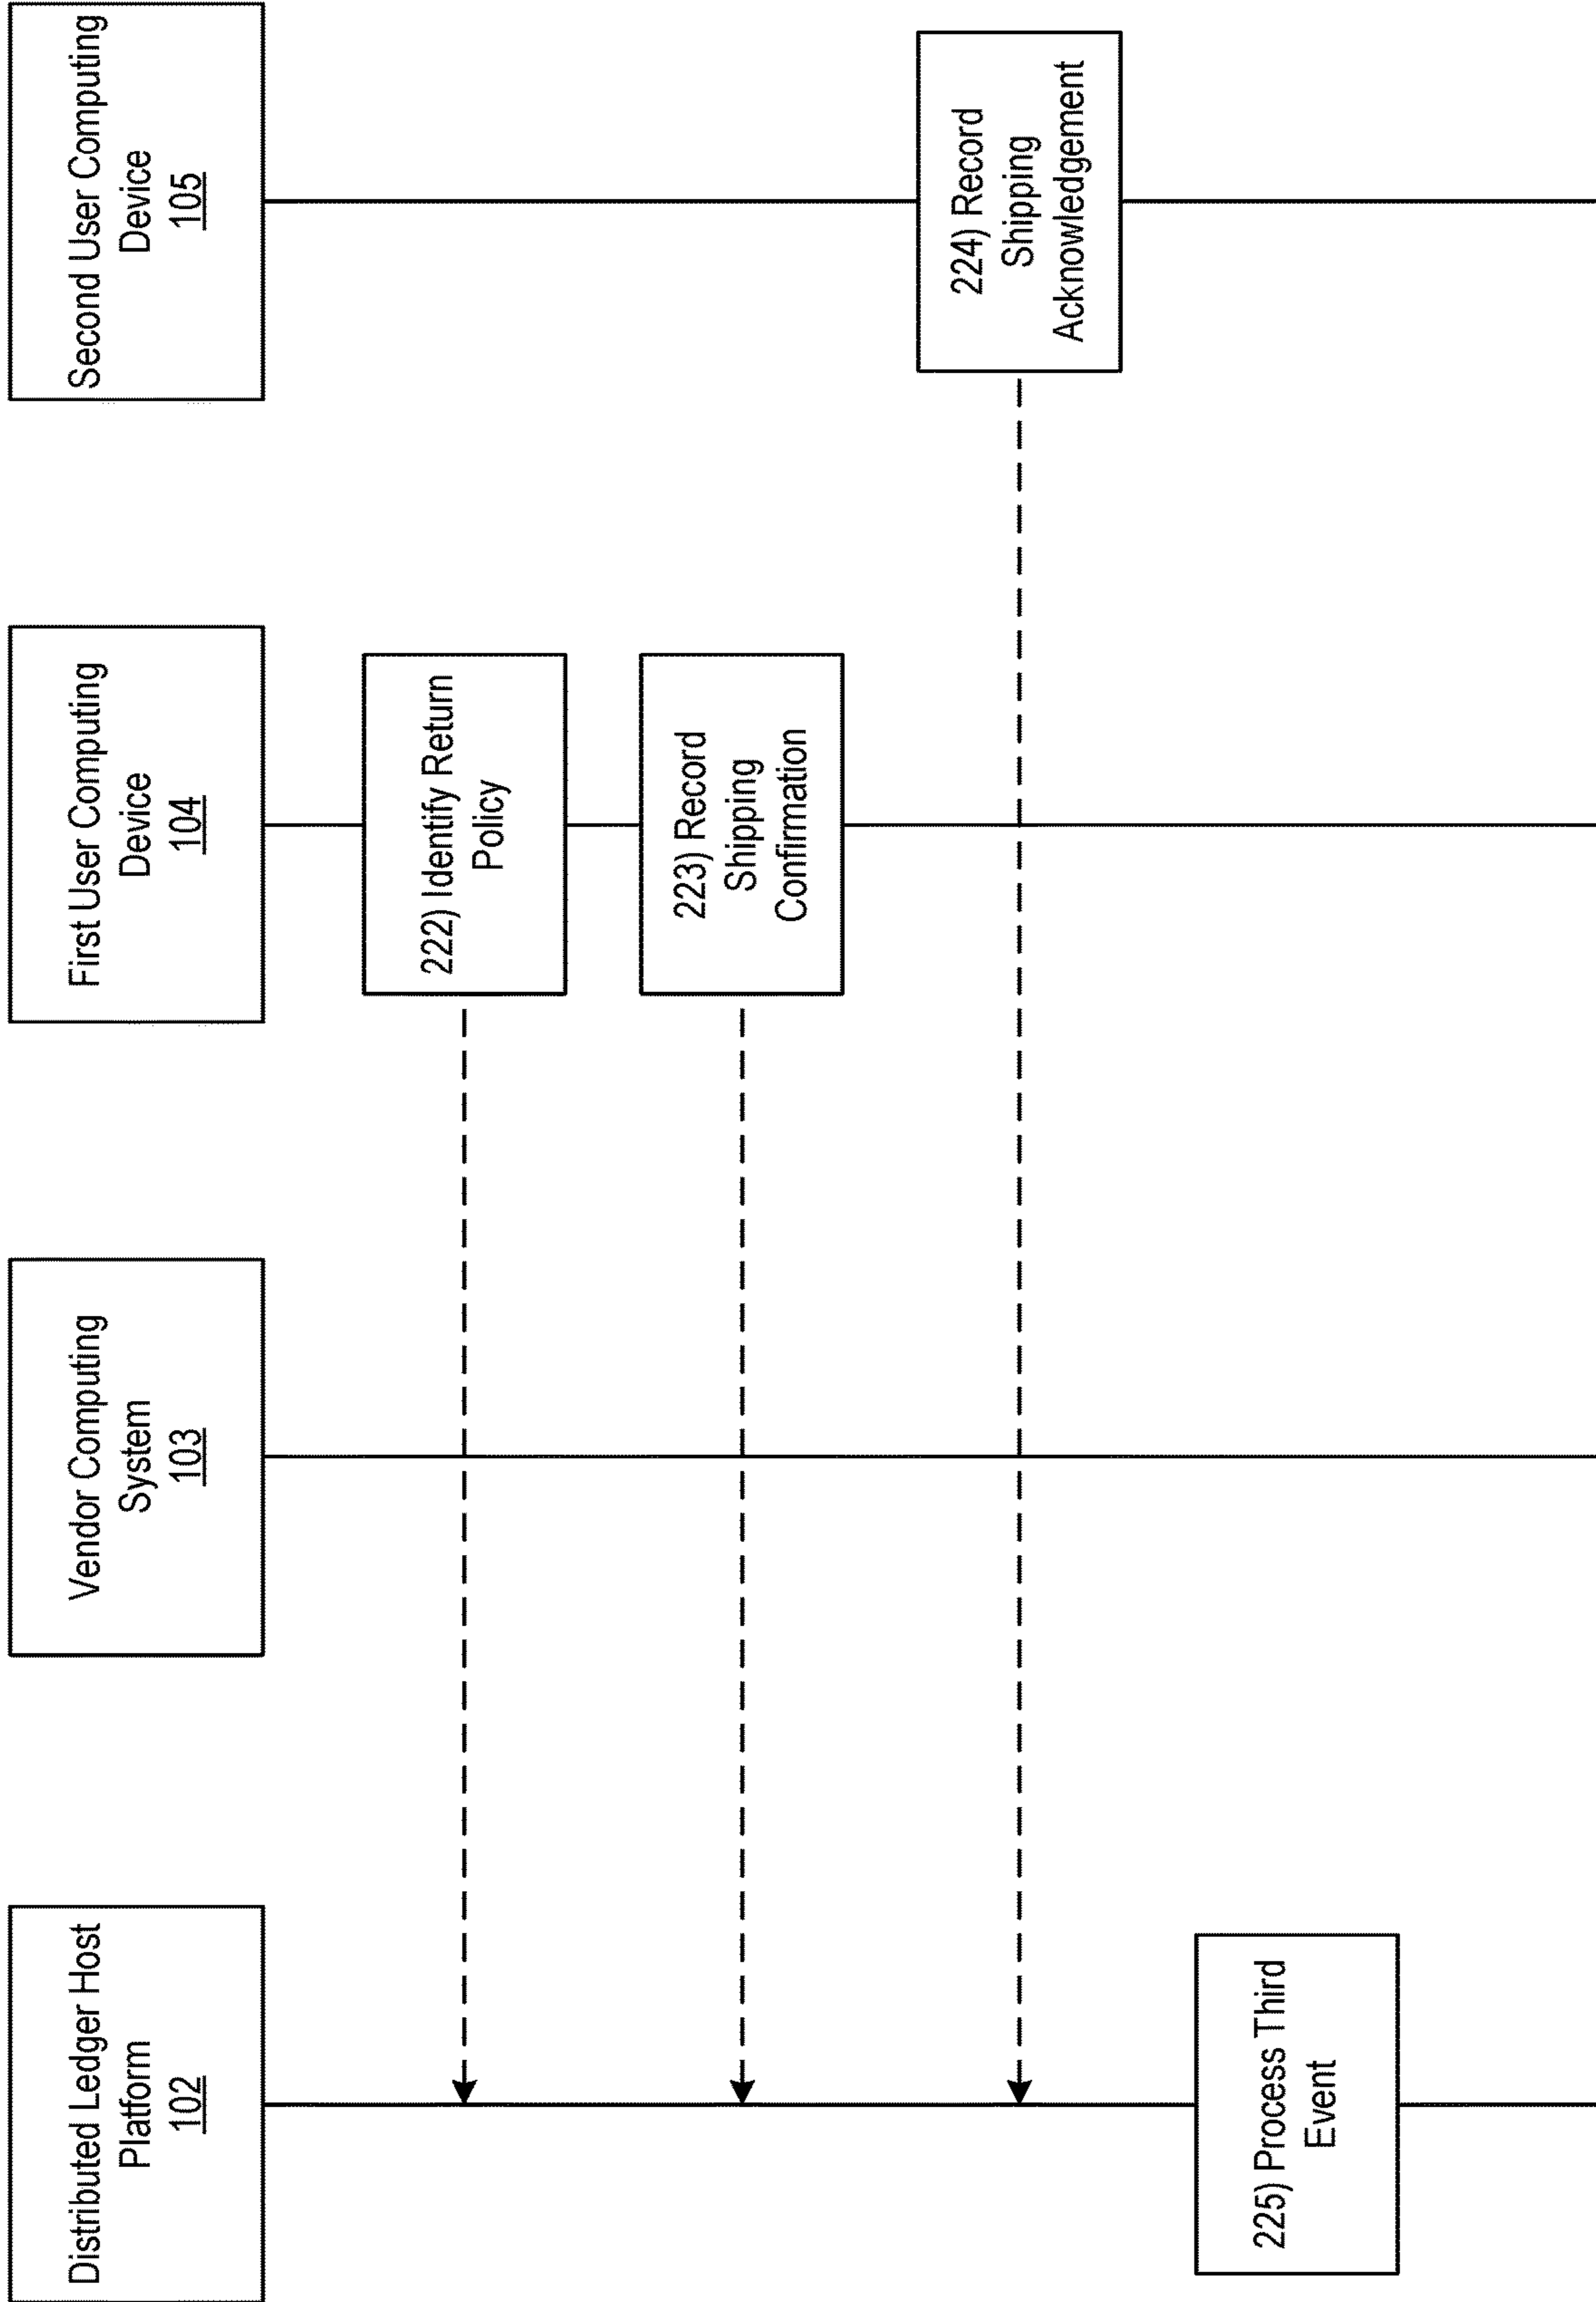 Distributed Ledger Host
Platform
102
Vendor Computing
System
103
First User Computing
Device
104
Second User Computing
Device
105
222) Identify Return
Policy
223) Record
Shipping
Confirmation
224) Record
Shipping
Acknowledgement
225) Process Third
Event